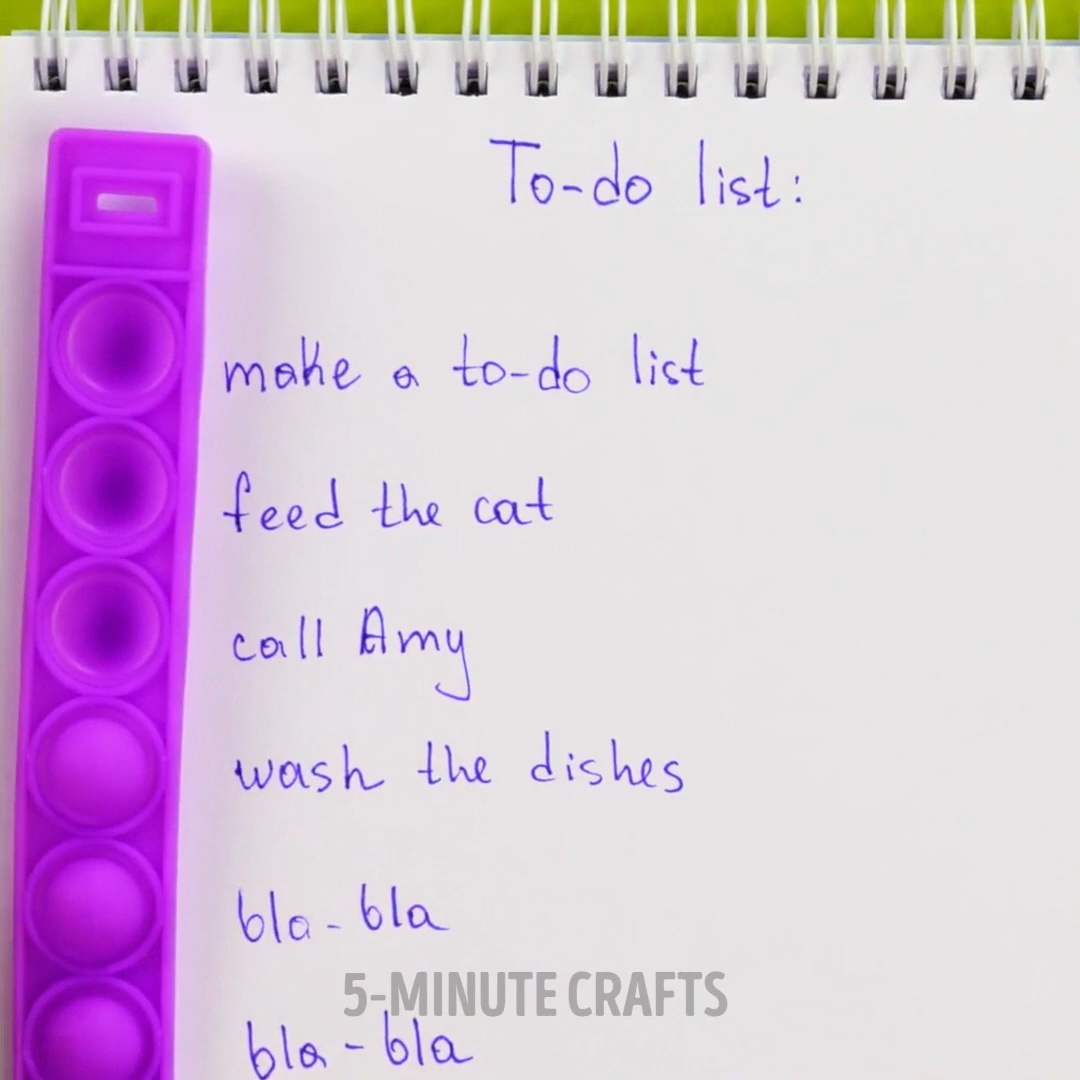 To-do list:
make a to-do list
feed the cat
call Amy
wash the dishes
bla-bla
5-MINUTE CRAFTS
bla-bla